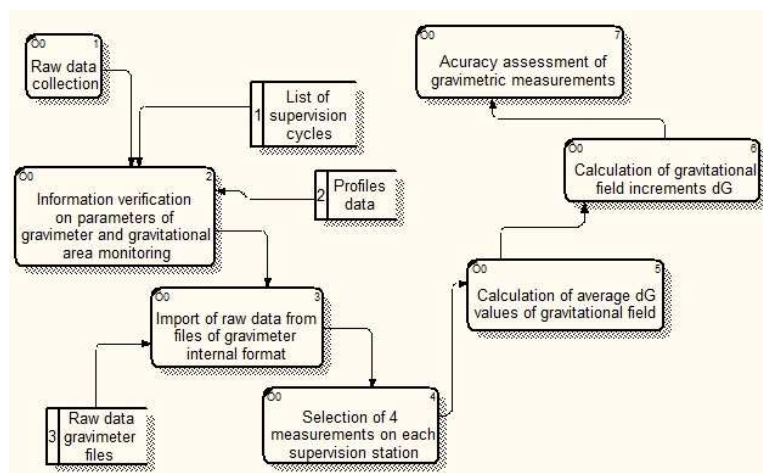 O0 1
Raw data
collection
1
List of
supervision
cycles
O0 2
Information verification
on parameters of
gravimeter and gravitational
area monitoring
2
Profiles
data
O0 3
Import of raw data from
files of gravimeter
internal format
3
Raw data
gravimeter
files
O0 4
Selection of 4
measurements on each
supervision station
O0 5
Calculation of average dG
values of gravitational field
O0 6
Calculation of gravitational
field increments dG
O0 7
Acuracy assessment of
gravimetric measurements